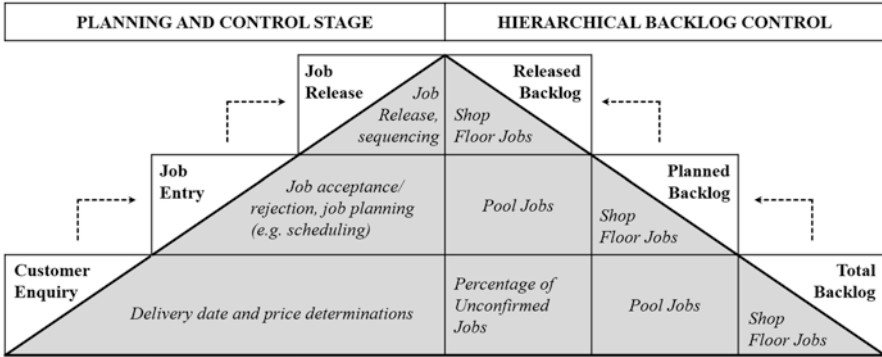 PLANNING AND CONTROL STAGE
HIERARCHICAL BACKLOG CONTROL
Job
Release
Job
Release,
sequencing
Shop
Floor Jobs
Released
Backlog
Job
Entry
Job acceptance/
rejection, job planning
(e.g. scheduling)
Pool Jobs
Shop
Floor Jobs
Planned
Backlog
Customer
Enquiry
Delivery date and price determinations
Percentage of
Unconfirmed
Jobs
Pool Jobs
Shop
Floor Jobs
Total
Backlog